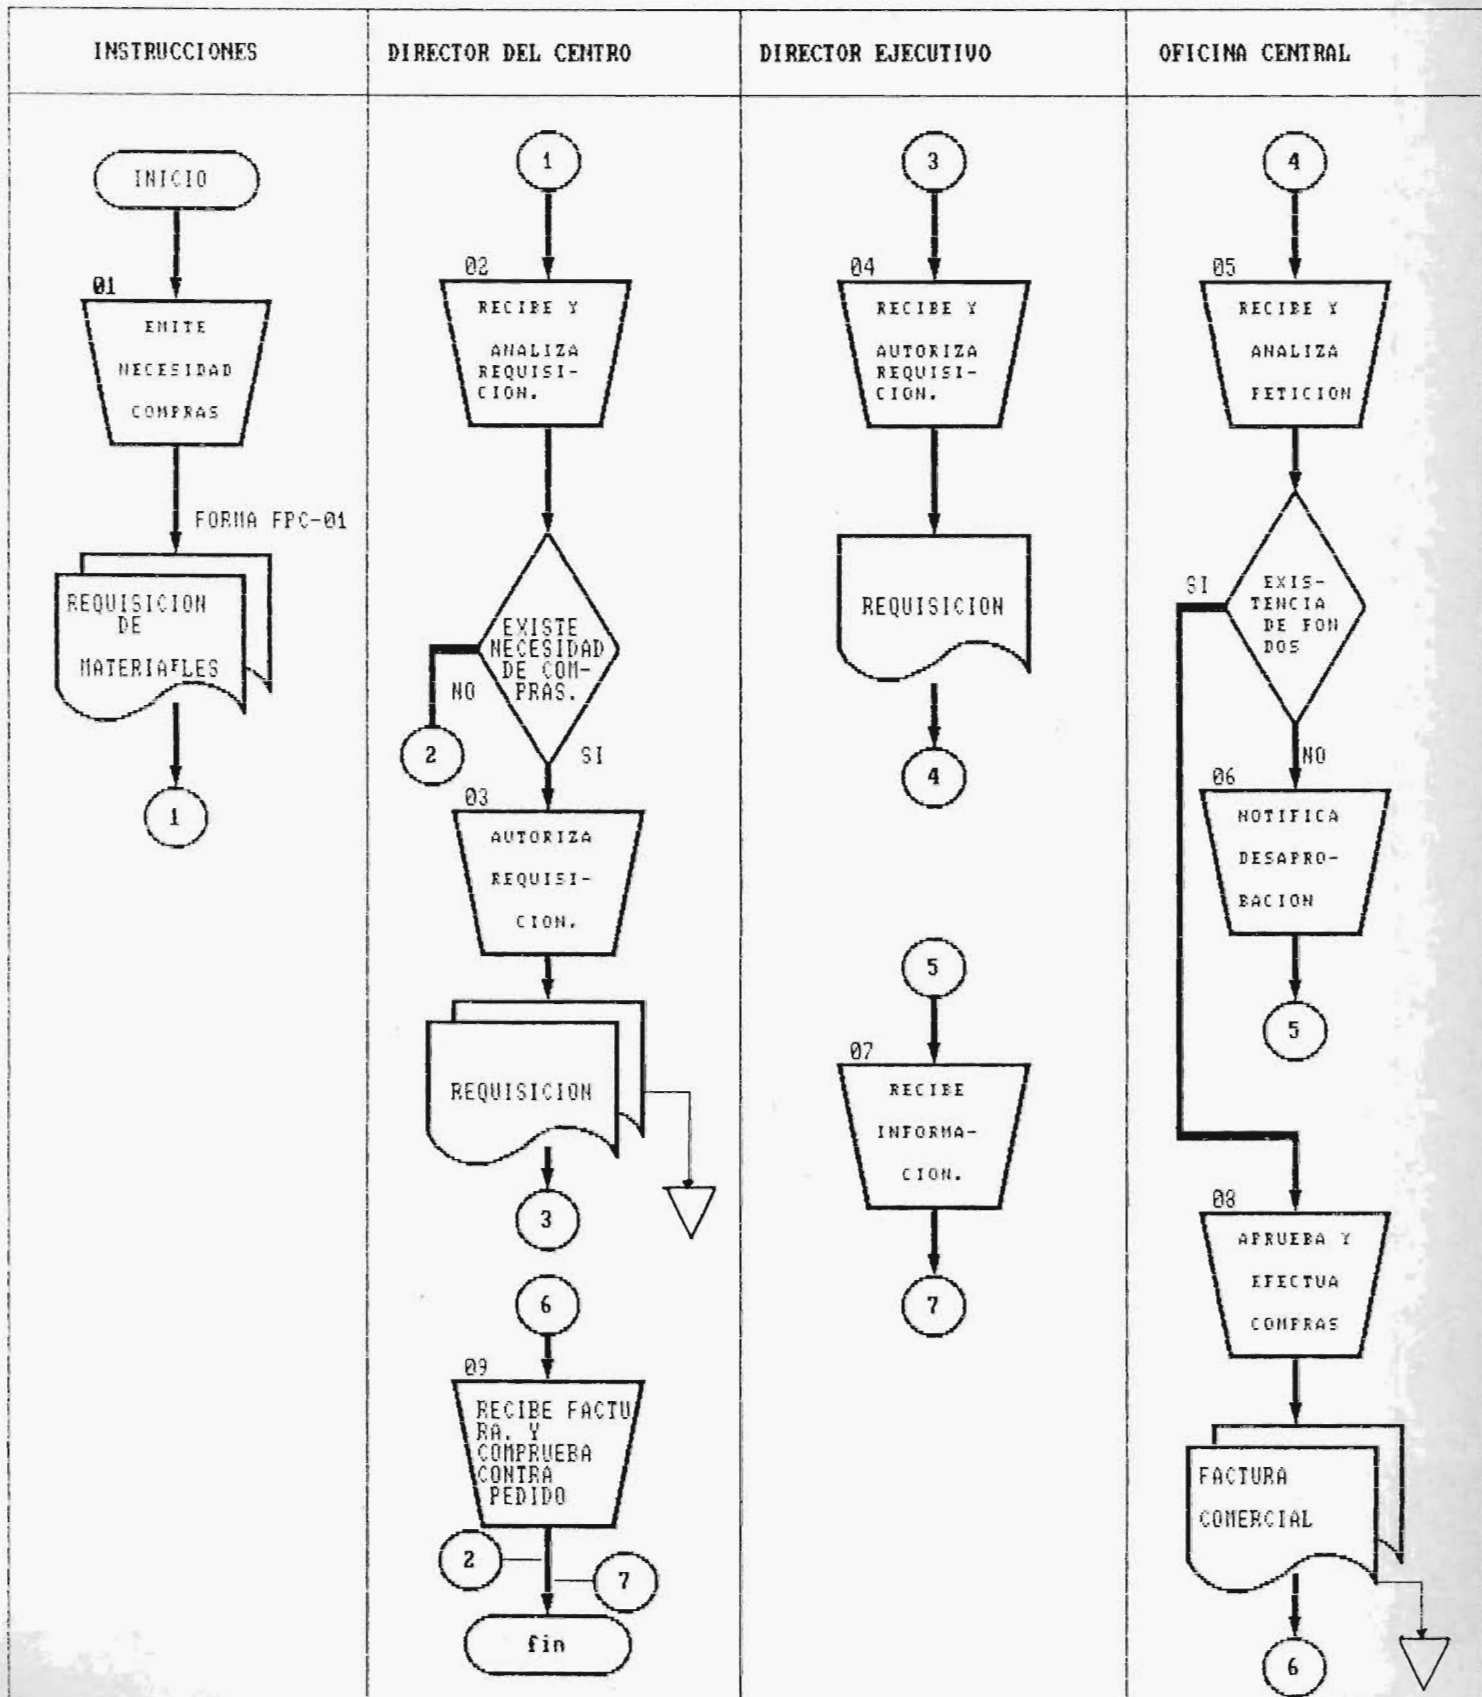 INSTRUCCIONES
DIRECTOR DEL CENTRO
DIRECTOR EJECUTIVO
OFICINA CENTRAL
INICIO
01
EMITE
NECESIDAD
COMPRAS
FORMA FPC-01
REQUISICION
DE
MATERIAFLES
1
1
02
RECIBE Y
ANALIZA
REQUISI-
CION.
EXISTE
NECESIDAD
DE COM-
PRAS.
NO
2
SI
03
AUTORIZA
REQUISI-
CION.
REQUISICION
3
6
09
RECIBE FACTU
RA. Y
COMPRUEBA
CONTRA
PEDIDO
2
7
fin
3
04
RECIBE Y
AUTORIZA
REQUISI-
CION.
REQUISICION
4
5
07
RECIBE
INFORMA-
CION.
7
4
05
RECIBE Y
ANALIZA
PETICION
SI
EXIS-
TENCIA
DE FON
DOS
NO
06
NOTIFICA
DESAPRO-
BACION
5
08
APRUEBA Y
EFECTUA
COMPRAS
FACTURA
COMERCIAL
6